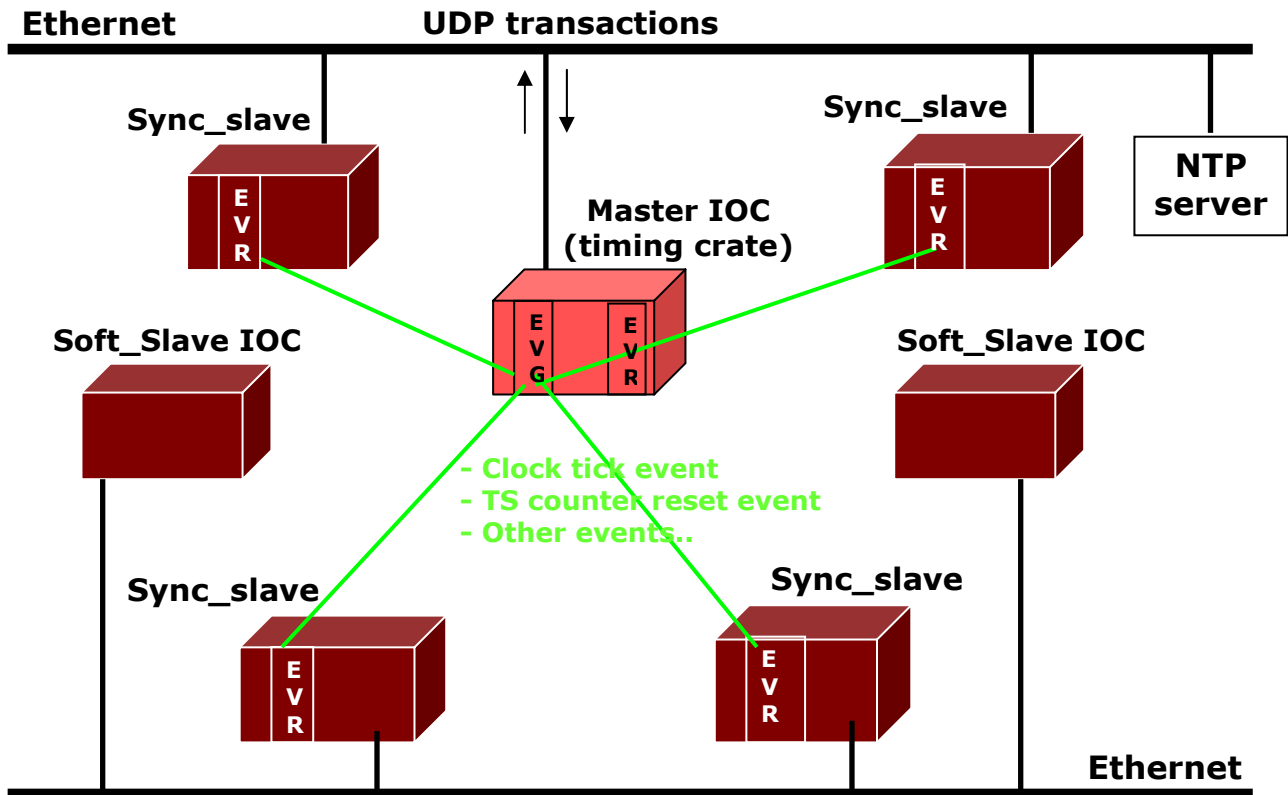 Ethernet
UDP transactions
Sync_slave
Sync_slave
NTP
server
E
V
R
E
V
R
Master IOC
(timing crate)
E
V
G
E
V
R
Soft_Slave IOC
Soft_Slave IOC
- Clock tick event
- TS counter reset event
- Other events..
Sync_slave
Sync_slave
E
V
R
E
V
R
Ethernet